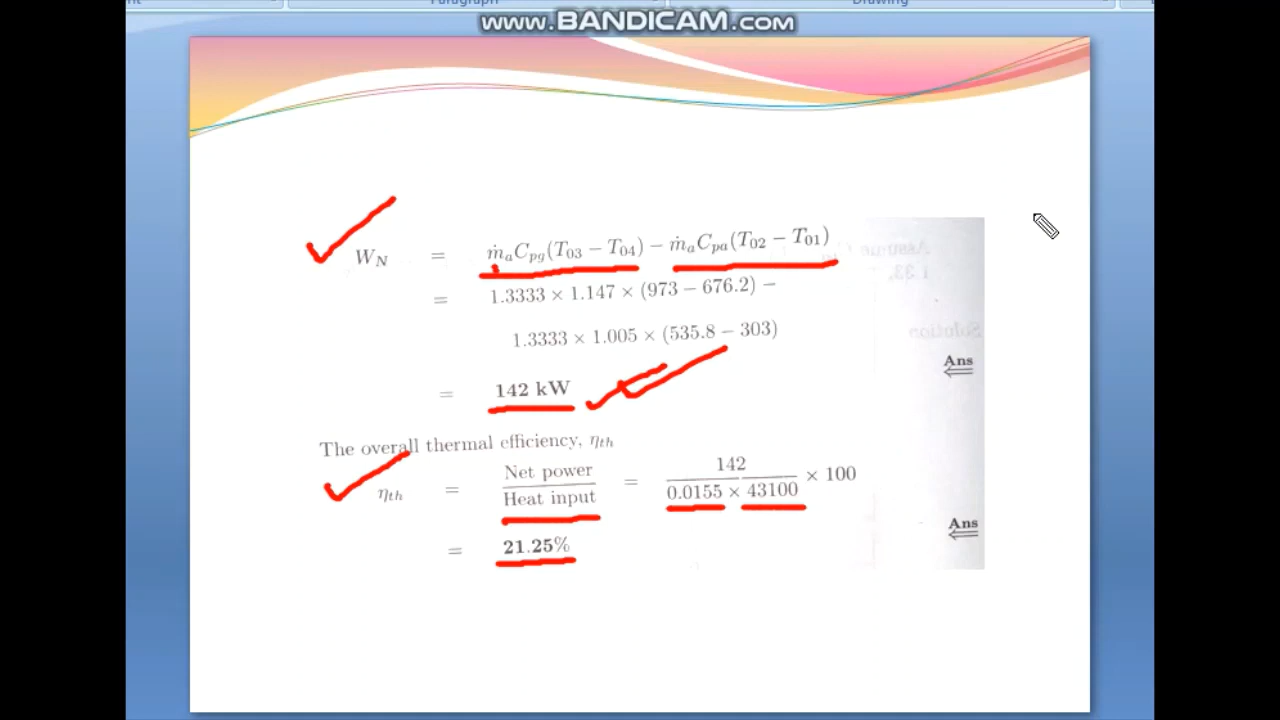 Paragraph
Drawing
www.BANDICAM.com
W_N = ṁ_a C_pg (T_03 − T_04) − ṁ_a C_pa (T_02 − T_01)
= 1.3333 × 1.147 × (973 − 676.2) −
1.3333 × 1.005 × (535.8 − 303)
Ans
= 142 kW
The overall thermal efficiency, η_th
η_th = Net power / Heat input = 142 / 0.0155 × 43100 × 100
Ans
= 21.25%